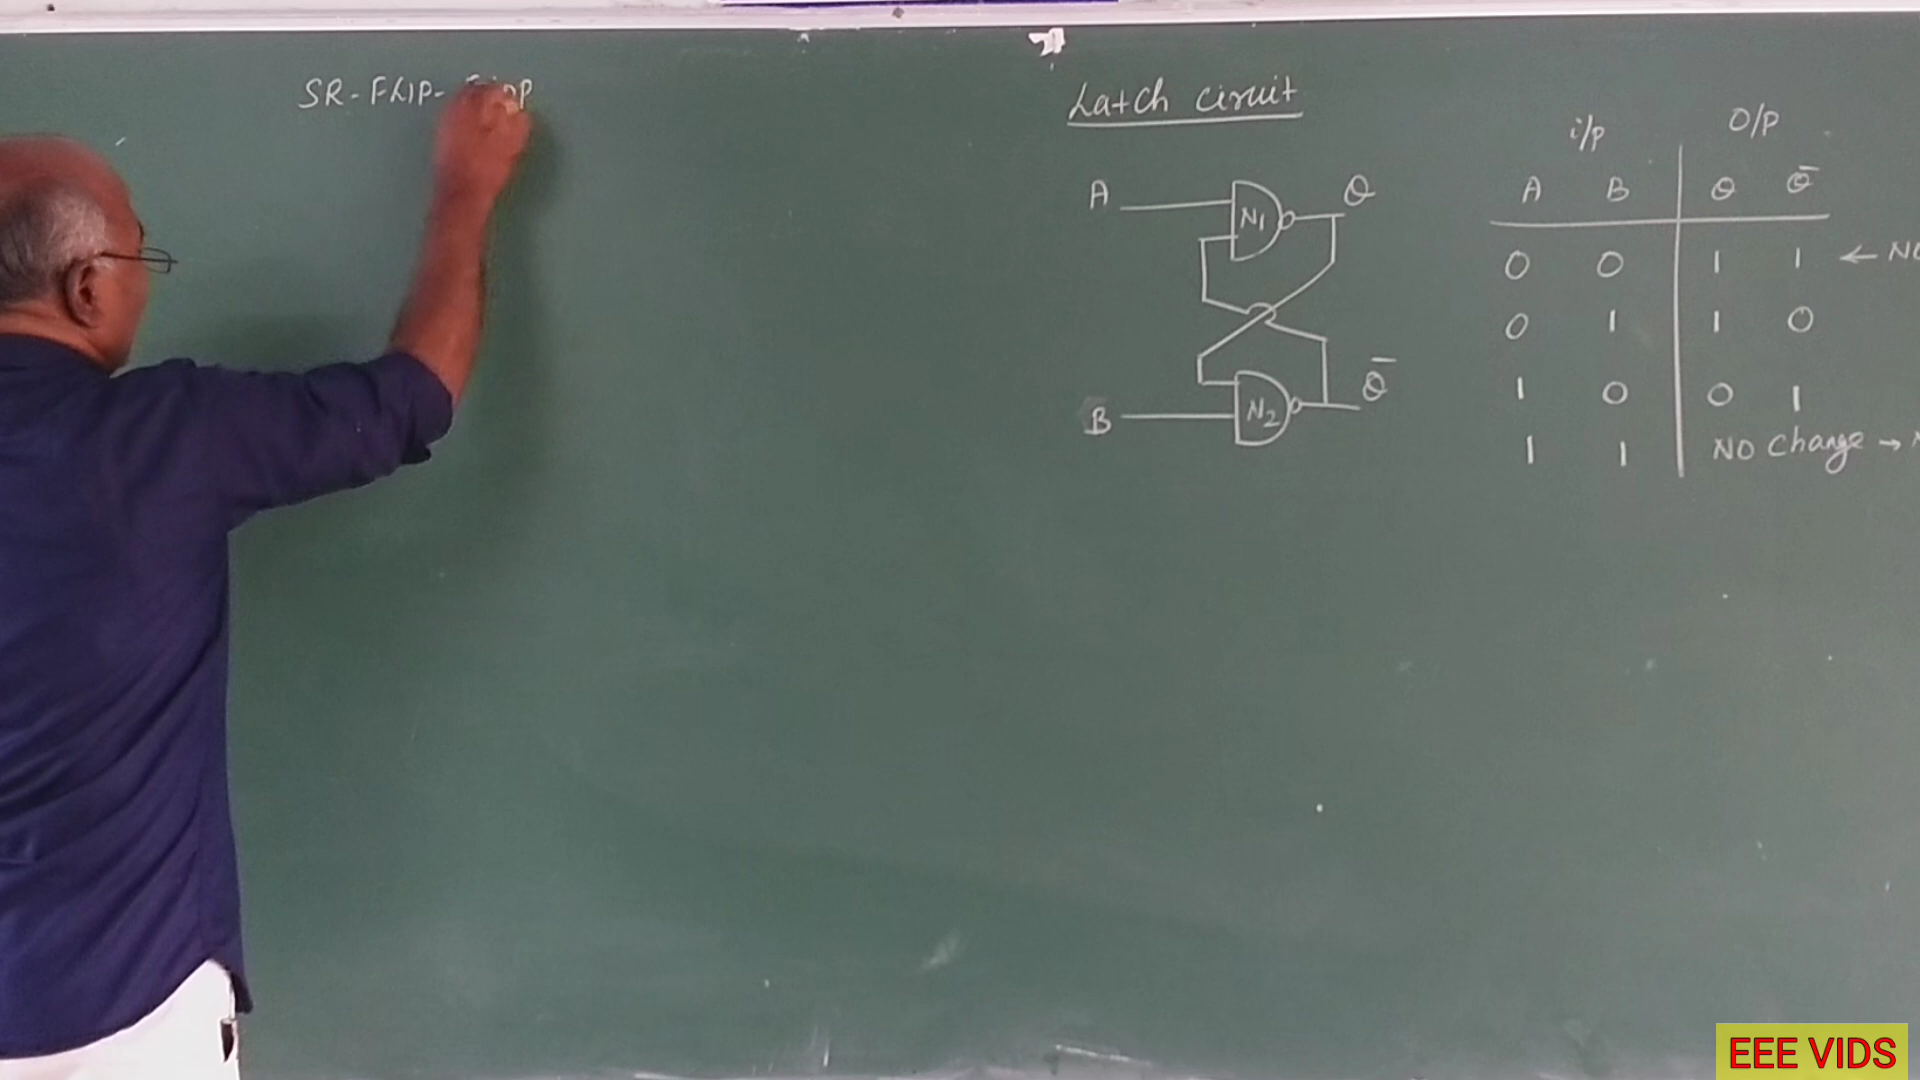 SR-FLIP-FLOP
Latch ciruit
A
N1
Q
B
N2
Q̄
i/p O/p
A B Q Q̄
0 0 1 1 ←
0 1 1 0
1 0 0 1
1 1 NO Change →
EEE VIDS